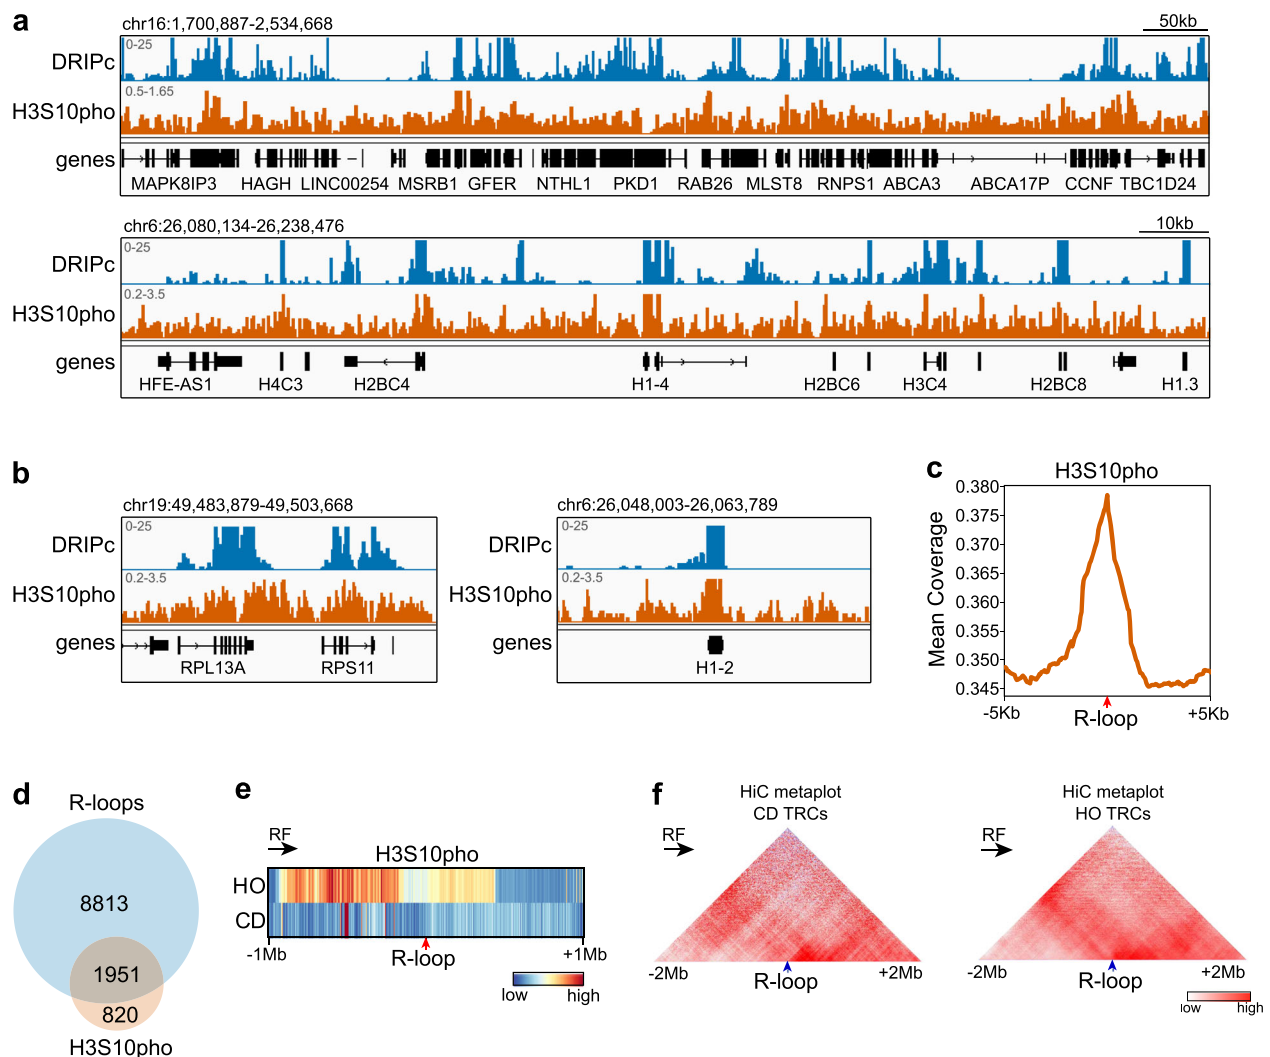 a
chr16:1,700,887-2,534,668
50kb
DRIPc
0-25
H3S10pho
0.5-1.65
genes
MAPK8IP3 HAGH LINC00254 MSRB1 GFER NTHL1 PKD1 RAB26 MLST8 RNPS1 ABCA3 ABCA17P CCNF TBC1D24
chr6:26,080,134-26,238,476
10kb
DRIPc
0-25
H3S10pho
0.2-3.5
genes
HFE-AS1 H4C3 H2BC4 H1-4 H2BC6 H3C4 H2BC8 H1.3
b
chr19:49,483,879-49,503,668
DRIPc
0-25
H3S10pho
0.2-3.5
genes
RPL13A RPS11
chr6:26,048,003-26,063,789
DRIPc
0-25
H3S10pho
0.2-3.5
genes
H1-2
c
H3S10pho
Mean Coverage
0.380
0.375
0.370
0.365
0.360
0.355
0.350
0.345
-5Kb
R-loop
+5Kb
d
R-loops
8813
1951
820
H3S10pho
e
RF
H3S10pho
HO
CD
-1Mb
R-loop
+1Mb
low high
f
HiC metaplot
CD TRCs
RF
-2Mb
R-loop
+2Mb
HiC metaplot
HO TRCs
RF
-2Mb
R-loop
+2Mb
low high